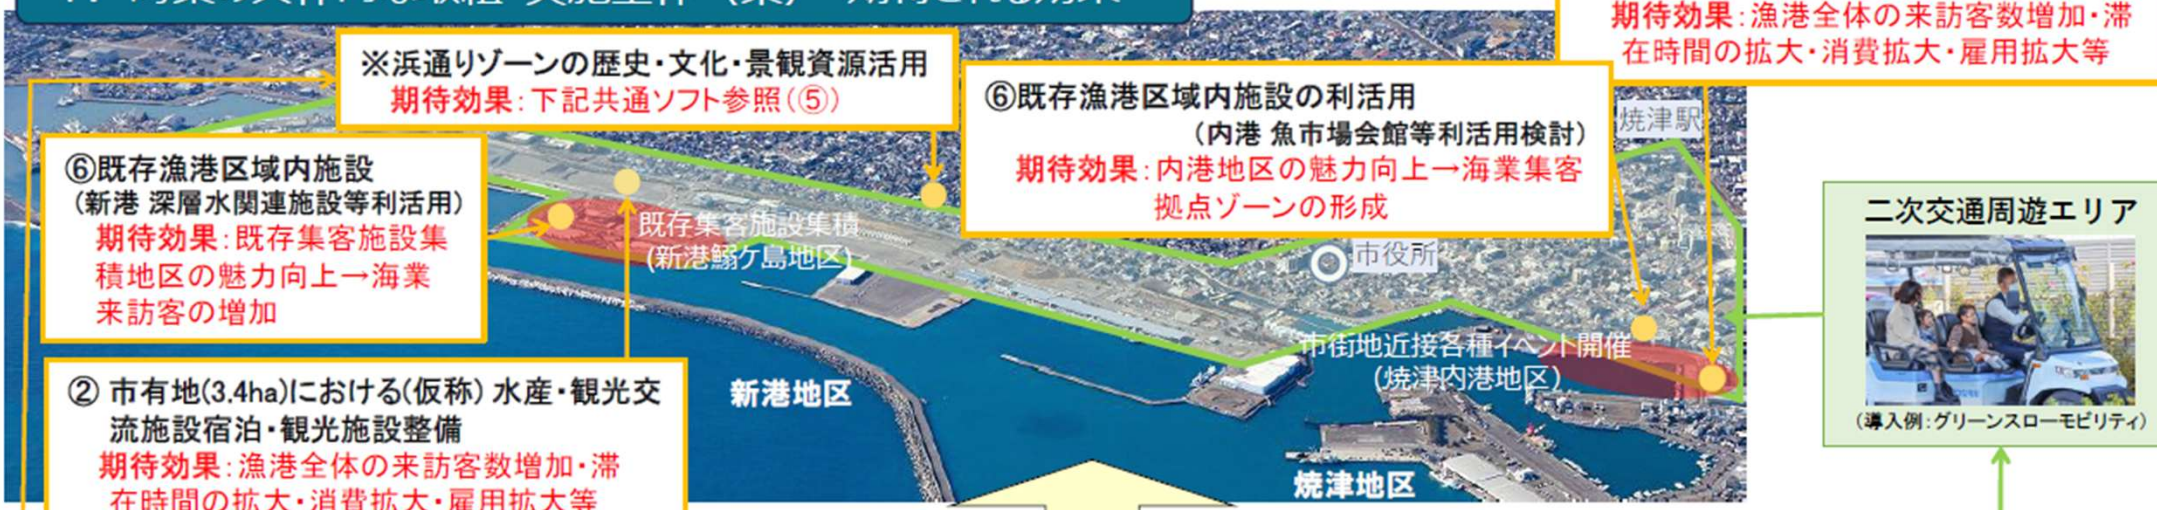 期待効果:漁港全体の来訪客数増加・滞
在時間の拡大・消費拡大・雇用拡大等
※浜通りゾーンの歴史・文化・景観資源活用
期待効果:下記共通ソフト参照(⑤)
⑥既存漁港区域内施設の利活用
(内港 魚市場会館等利活用検討)
期待効果:内港地区の魅力向上→海業集客
拠点ゾーンの形成
焼津駅
⑥既存漁港区域内施設
(新港 深層水関連施設等利活用)
期待効果:既存集客施設集
積地区の魅力向上→海業
来訪客の増加
既存集客施設集積
(新港鰯ケ島地区)
市役所
二次交通周遊エリア
(導入例:グリーンスローモビリティ)
市街地近接各種イベント開催
(焼津内港地区)
② 市有地(3.4ha)における(仮称) 水産・観光交
流施設宿泊・観光施設整備
期待効果:漁港全体の来訪客数増加・滞
在時間の拡大・消費拡大・雇用拡大等
新港地区
焼津地区